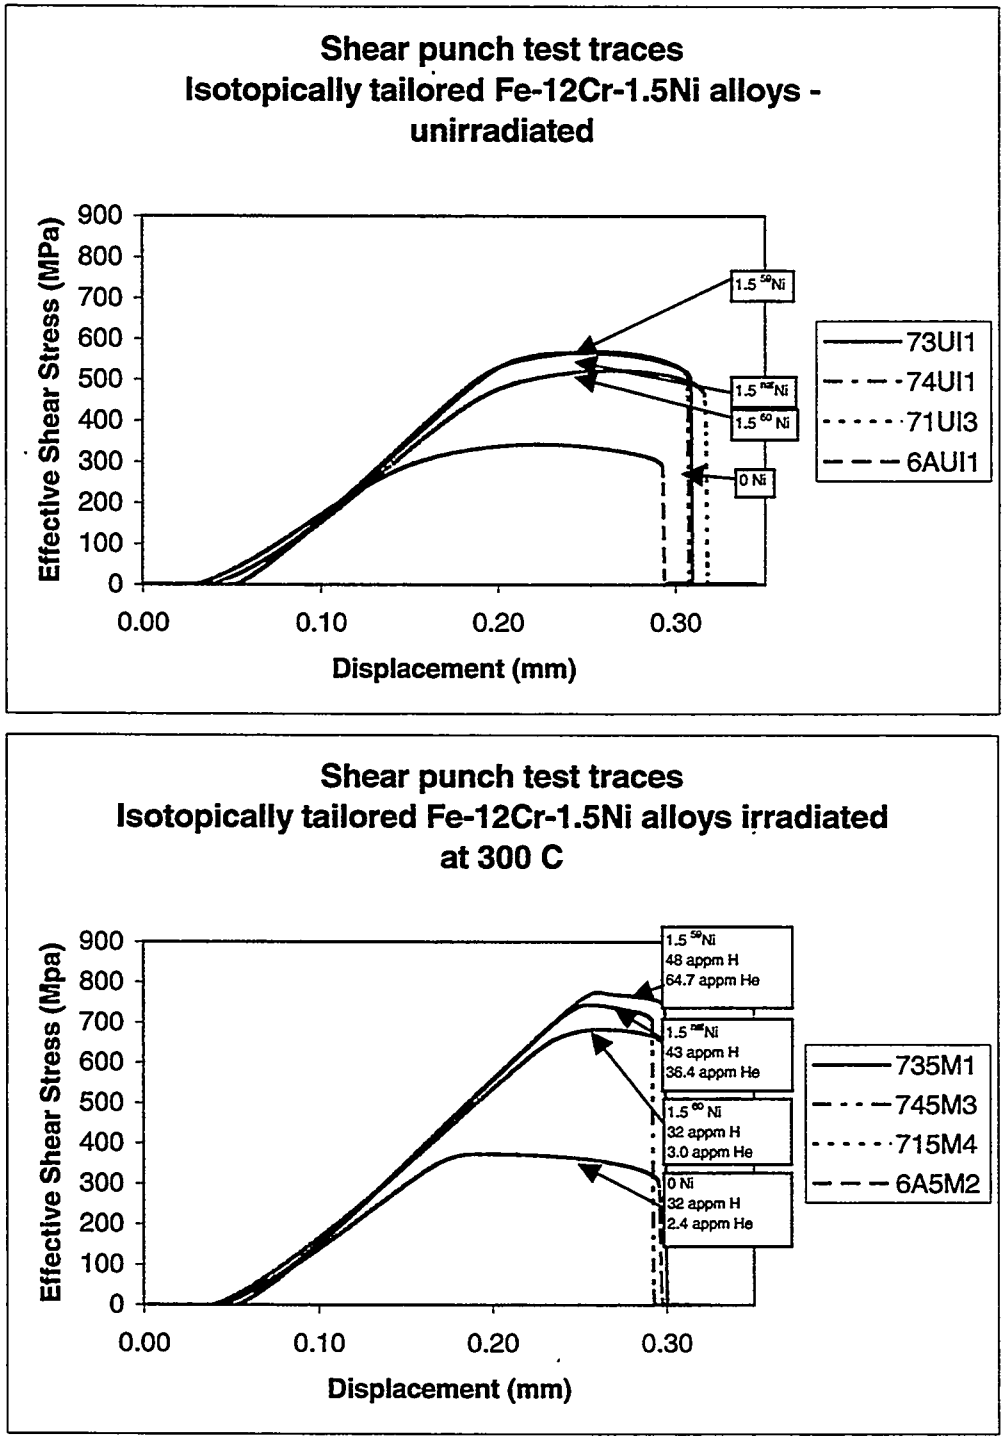 Shear punch test traces
Isotopically tailored Fe-12Cr-1.5Ni alloys -
unirradiated
Effective Shear Stress (MPa)
900
800
700
600
500
400
300
200
100
0
0.00
0.10
0.20
0.30
Displacement (mm)
1.5 ⁵⁹Ni
1.5 ⁿᵃᵗNi
1.5 ⁶⁰ Ni
0 Ni
73UI1
74UI1
71UI3
6AUI1
Shear punch test traces
Isotopically tailored Fe-12Cr-1.5Ni alloys irradiated
at 300 C
Effective Shear Stress (Mpa)
900
800
700
600
500
400
300
200
100
0
0.00
0.10
0.20
0.30
Displacement (mm)
1.5 ⁵⁹Ni
48 appm H
64.7 appm He
1.5 ⁿᵃᵗNi
43 appm H
36.4 appm He
1.5 ⁶⁰ Ni
32 appm H
3.0 appm He
0 Ni
32 appm H
2.4 appm He
735M1
745M3
715M4
6A5M2